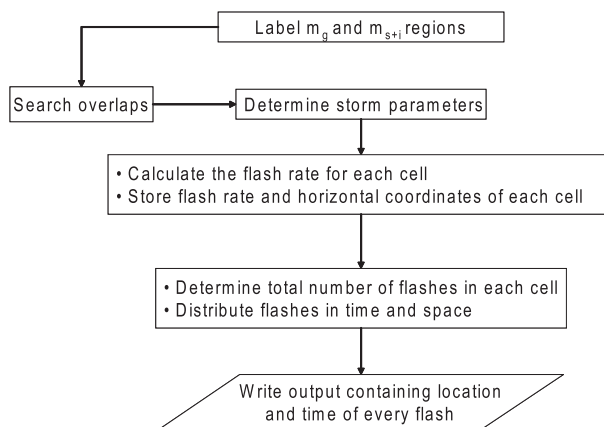 Label m_g and m_s+i regions
Search overlaps
Determine storm parameters
• Calculate the flash rate for each cell
• Store flash rate and horizontal coordinates of each cell
• Determine total number of flashes in each cell
• Distribute flashes in time and space
Write output containing location
and time of every flash